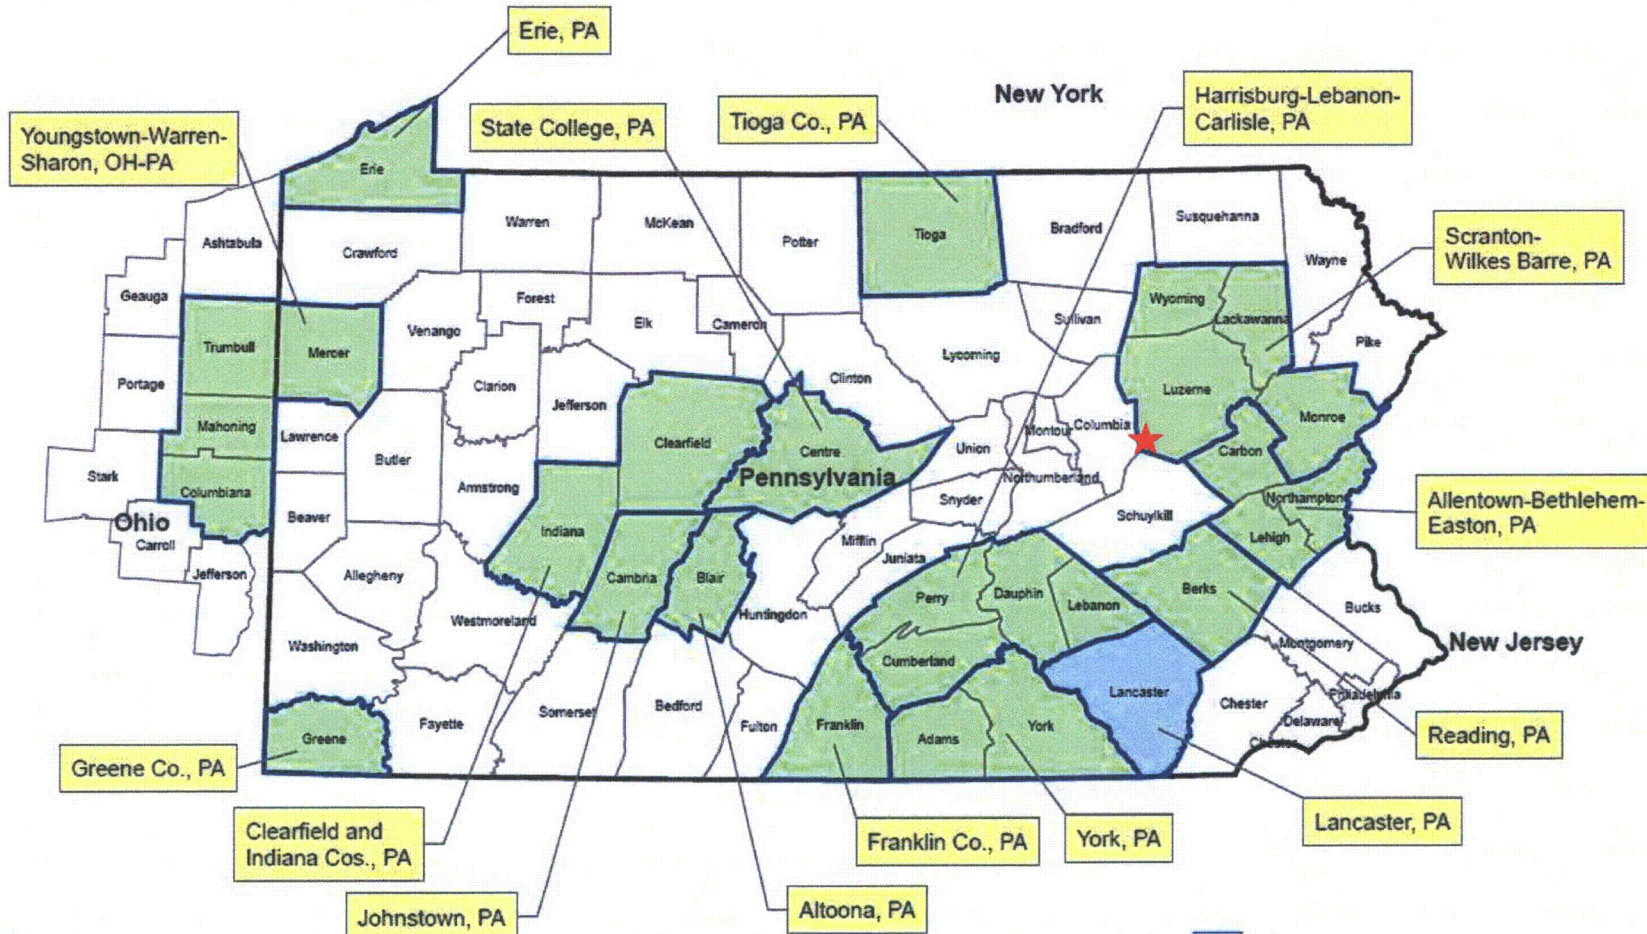 Erie, PA
New York
Harrisburg-Lebanon-
Carlisle, PA
State College, PA
Tioga Co., PA
Youngstown-Warren-
Sharon, OH-PA
Scranton-
Wilkes Barre, PA
Erie
Warren
McKean
Potter
Tioga
Bradford
Susquehanna
Wayne
Ashtabula
Crawford
Geauga
Forest
Elk
Cameron
Wyoming
Lackawanna
Sullivan
Pike
Trumbull
Mercer
Venango
Lycoming
Portage
Clarion
Jefferson
Clinton
Luzerne
Monroe
Mahoning
Lawrence
Butler
Clearfield
Centre
Union
Montour
Columbia
Carbon
Pennsylvania
Stark
Columbiana
Beaver
Armstrong
Snyder
Northumberland
Schuylkill
Northampton
Lehigh
Allentown-Bethlehem-
Easton, PA
Ohio
Carroll
Jefferson
Indiana
Mifflin
Juniata
Allegheny
Cambria
Blair
Huntingdon
Perry
Dauphin
Lebanon
Berks
Bucks
Westmoreland
Washington
Cumberland
Montgomery
New Jersey
Lancaster
Philadelphia
Chester
Delaware
Greene
Fayette
Somerset
Bedford
Fulton
Franklin
Adams
York
Reading, PA
Greene Co., PA
Clearfield and
Indiana Cos., PA
Franklin Co., PA
York, PA
Lancaster, PA
Johnstown, PA
Altoona, PA